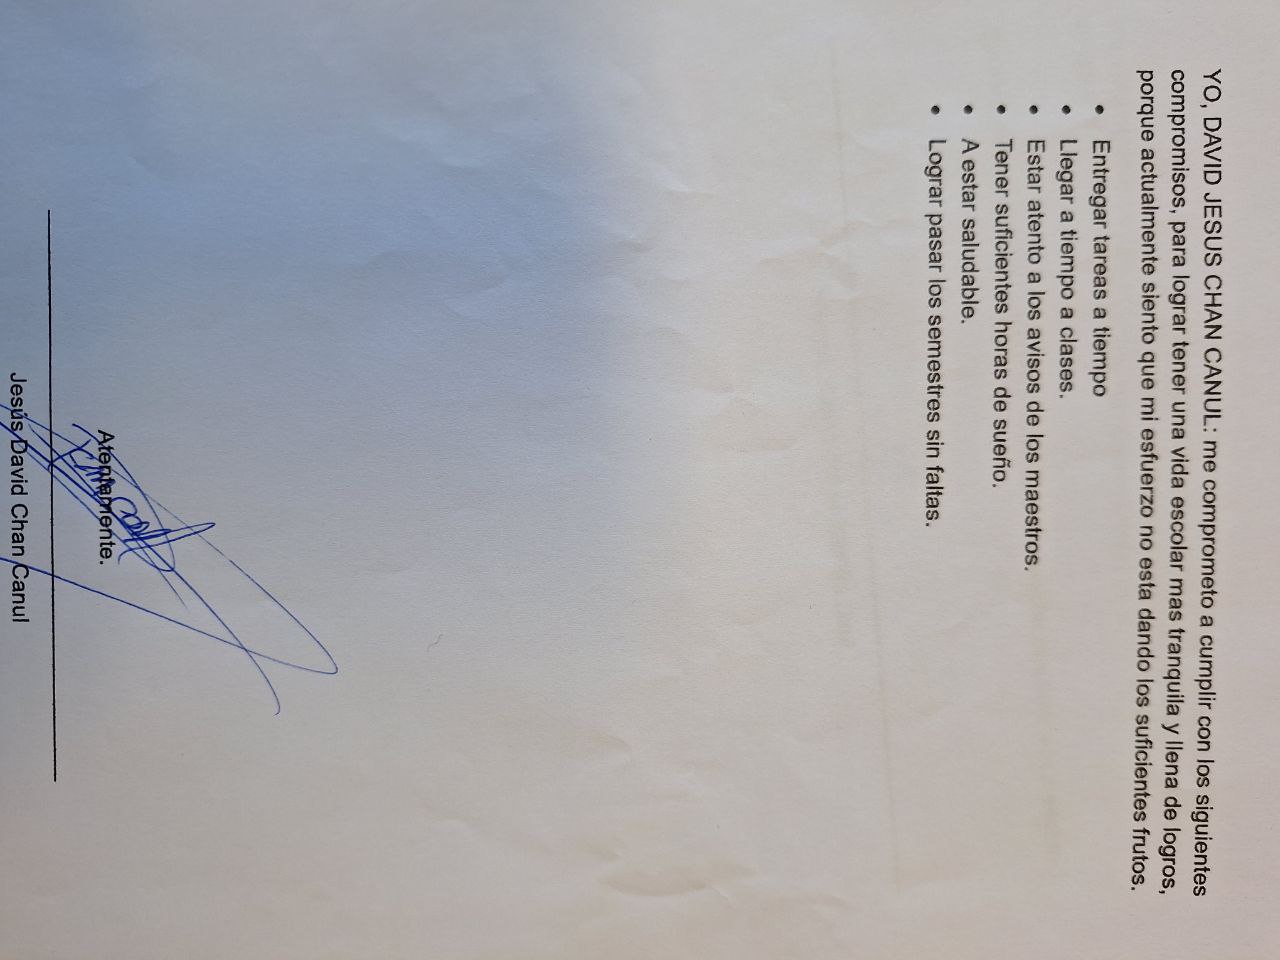 YO, DAVID JESUS CHAN CANUL: me comprometo a cumplir con los siguientes
compromisos, para lograr tener una vida escolar mas tranquila y llena de logros,
porque actualmente siento que mi esfuerzo no esta dando los suficientes frutos.
• Entregar tareas a tiempo
• Llegar a tiempo a clases.
• Estar atento a los avisos de los maestros.
• Tener suficientes horas de sueño.
• A estar saludable.
• Lograr pasar los semestres sin faltas.
Atentamente.
Jesús David Chan Canul